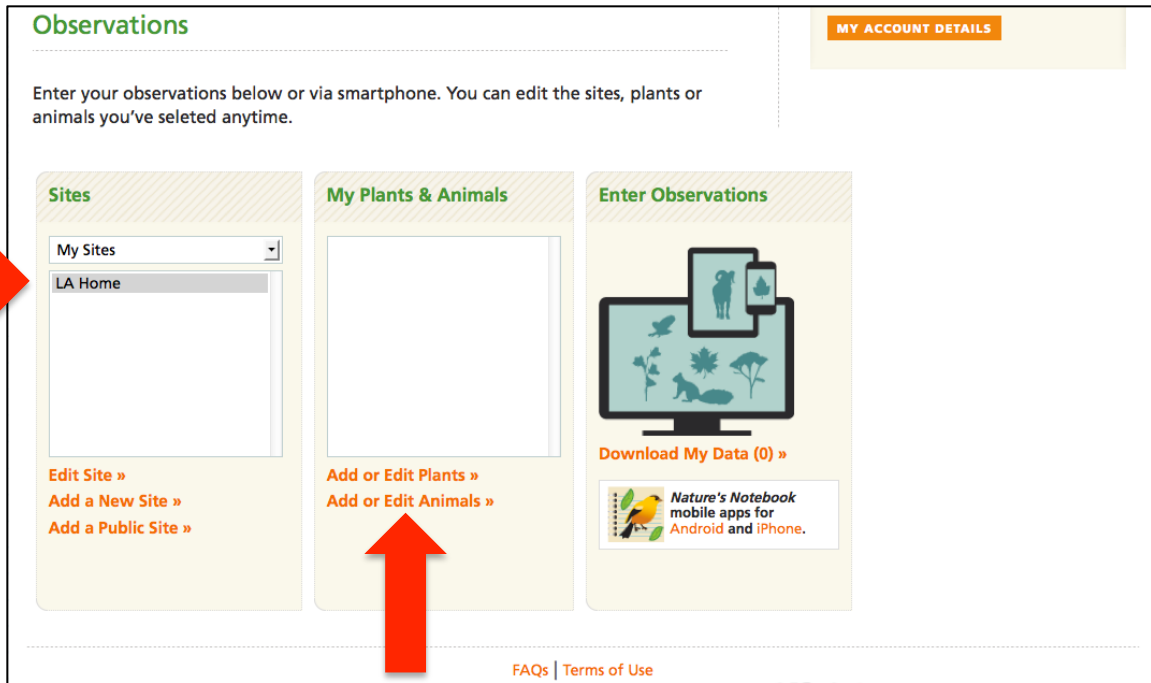 Observations
MY ACCOUNT DETAILS
Enter your observations below or via smartphone. You can edit the sites, plants or
animals you've seleted anytime.
Sites
My Sites
LA Home
Edit Site »
Add a New Site »
Add a Public Site »
My Plants & Animals
Add or Edit Plants »
Add or Edit Animals »
Enter Observations
Download My Data (0) »
Nature's Notebook
mobile apps for
Android and iPhone.
FAQs | Terms of Use